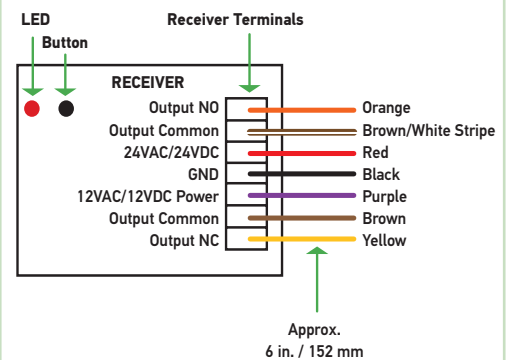 LED
Receiver Terminals
Button
RECEIVER
Output NO
Orange
Output Common
Brown/White Stripe
24VAC/24VDC
Red
GND
Black
12VAC/12VDC Power
Purple
Output Common
Brown
Output NC
Yellow
Approx.
6 in. / 152 mm